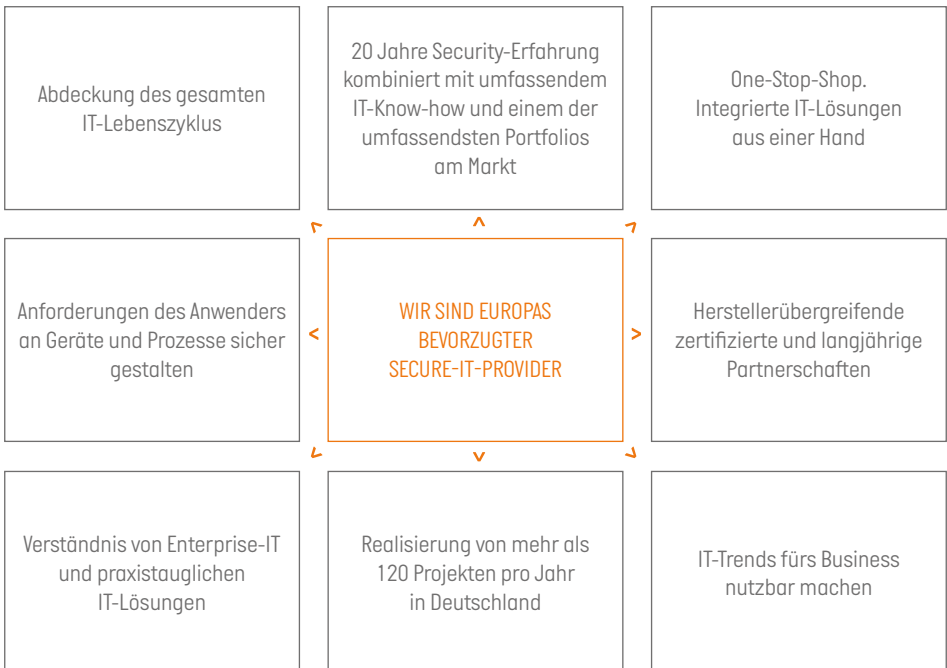 Abdeckung des gesamten
IT-Lebenszyklus
20 Jahre Security-Erfahrung
kombiniert mit umfassendem
IT-Know-how und einem der
umfassendsten Portfolios
am Markt
One-Stop-Shop.
Integrierte IT-Lösungen
aus einer Hand
Anforderungen des Anwenders
an Geräte und Prozesse sicher
gestalten
WIR SIND EUROPAS
BEVORZUGTER
SECURE-IT-PROVIDER
Herstellerübergreifende
zertifizierte und langjährige
Partnerschaften
Verständnis von Enterprise-IT
und praxistauglichen
IT-Lösungen
Realisierung von mehr als
120 Projekten pro Jahr
in Deutschland
IT-Trends fürs Business
nutzbar machen